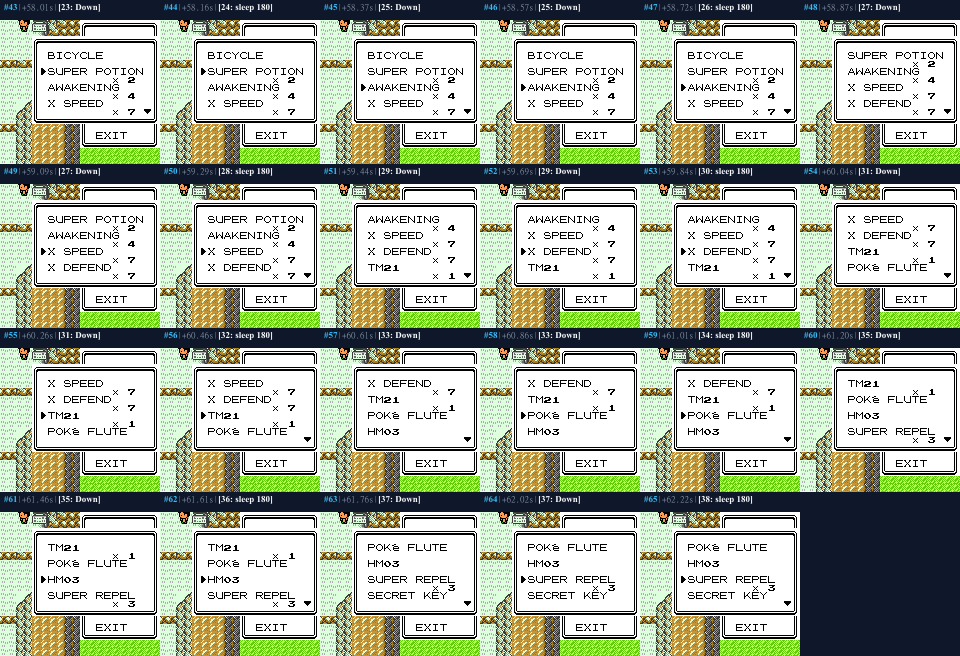 #43|+58.01s| [23: Down]
BICYCLE
▶SUPER POTION
× 2
AWAKENING
× 4
X SPEED
× 7
EXIT
#44|+58.16s| [24: sleep 180]
BICYCLE
▶SUPER POTION
× 2
AWAKENING
× 4
X SPEED
× 7
EXIT
#45|+58.37s| [25: Down]
BICYCLE
SUPER POTION
× 2
▶AWAKENING
× 4
X SPEED
× 7
EXIT
#46|+58.57s| [25: Down]
BICYCLE
SUPER POTION
× 2
▶AWAKENING
× 4
X SPEED
× 7
EXIT
#47|+58.72s| [26: sleep 180]
BICYCLE
SUPER POTION
× 2
▶AWAKENING
× 4
X SPEED
× 7
EXIT
#48|+58.87s| [27: Down]
SUPER POTION
× 2
AWAKENING
× 4
X SPEED
× 7
X DEFEND
× 7
EXIT
#49|+59.09s| [27: Down]
SUPER POTION
× 2
AWAKENING
× 4
▶X SPEED
× 7
X DEFEND
× 7
EXIT
#50|+59.29s| [28: sleep 180]
SUPER POTION
× 2
AWAKENING
× 4
▶X SPEED
× 7
X DEFEND
× 7
EXIT
#51|+59.44s| [29: Down]
AWAKENING
× 4
X SPEED
× 7
X DEFEND
× 7
TM21
× 1
EXIT
#52|+59.69s| [29: Down]
AWAKENING
× 4
X SPEED
× 7
▶X DEFEND
× 7
TM21
× 1
EXIT
#53|+59.84s| [30: sleep 180]
AWAKENING
× 4
X SPEED
× 7
▶X DEFEND
× 7
TM21
× 1
EXIT
#54|+60.04s| [31: Down]
X SPEED
× 7
X DEFEND
× 7
TM21
× 1
POKé FLUTE
EXIT
#55|+60.26s| [31: Down]
X SPEED
× 7
X DEFEND
× 7
▶TM21
× 1
POKé FLUTE
EXIT
#56|+60.46s| [32: sleep 180]
X SPEED
× 7
X DEFEND
× 7
▶TM21
× 1
POKé FLUTE
EXIT
#57|+60.61s| [33: Down]
X DEFEND
× 7
TM21
× 1
POKé FLUTE
HM03
EXIT
#58|+60.86s| [33: Down]
X DEFEND
× 7
TM21
× 1
▶POKé FLUTE
HM03
EXIT
#59|+61.01s| [34: sleep 180]
X DEFEND
× 7
TM21
× 1
▶POKé FLUTE
HM03
EXIT
#60|+61.20s| [35: Down]
TM21
× 1
POKé FLUTE
HM03
SUPER REPEL
× 3
EXIT
#61|+61.46s| [35: Down]
TM21
× 1
POKé FLUTE
▶HM03
SUPER REPEL
× 3
EXIT
#62|+61.61s| [36: sleep 180]
TM21
× 1
POKé FLUTE
▶HM03
SUPER REPEL
× 3
EXIT
#63|+61.76s| [37: Down]
POKé FLUTE
HM03
SUPER REPEL
× 3
SECRET KEY
EXIT
#64|+62.02s| [37: Down]
POKé FLUTE
HM03
▶SUPER REPEL
× 3
SECRET KEY
EXIT
#65|+62.22s| [38: sleep 180]
POKé FLUTE
HM03
▶SUPER REPEL
× 3
SECRET KEY
EXIT